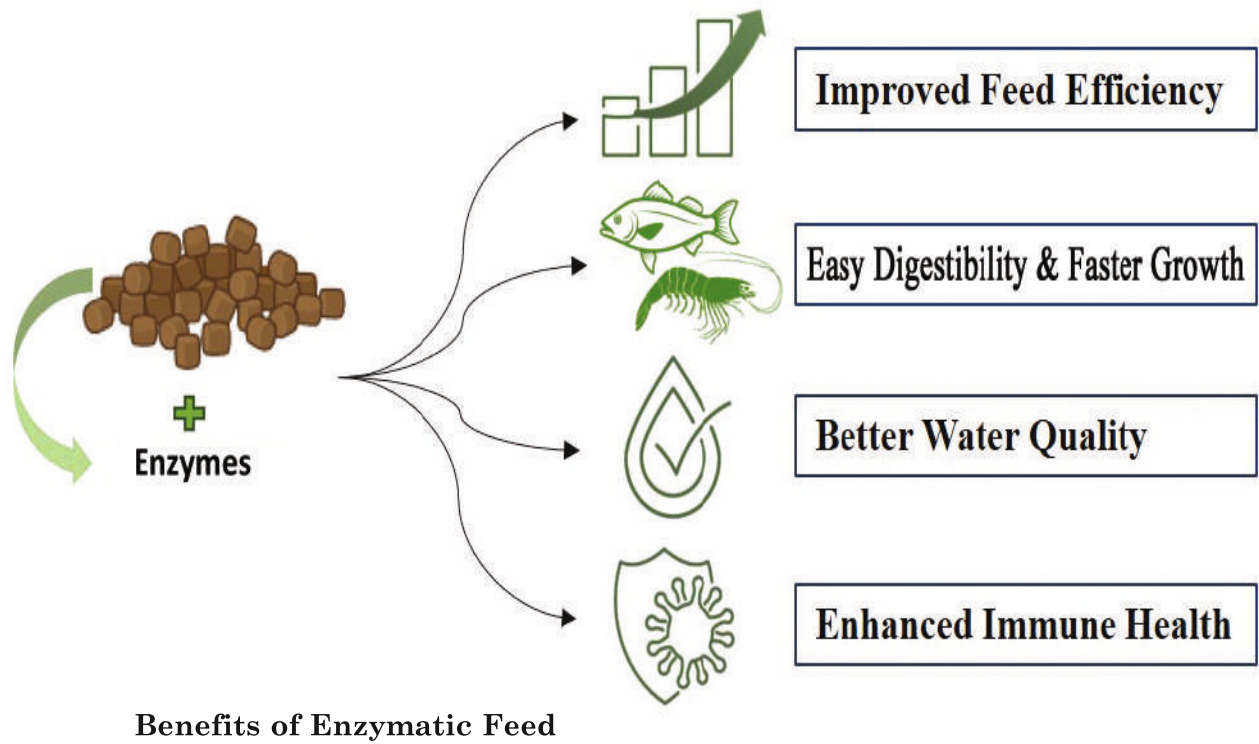 Improved Feed Efficiency
Easy Digestibility & Faster Growth
Enzymes
Better Water Quality
Enhanced Immune Health
Benefits of Enzymatic Feed